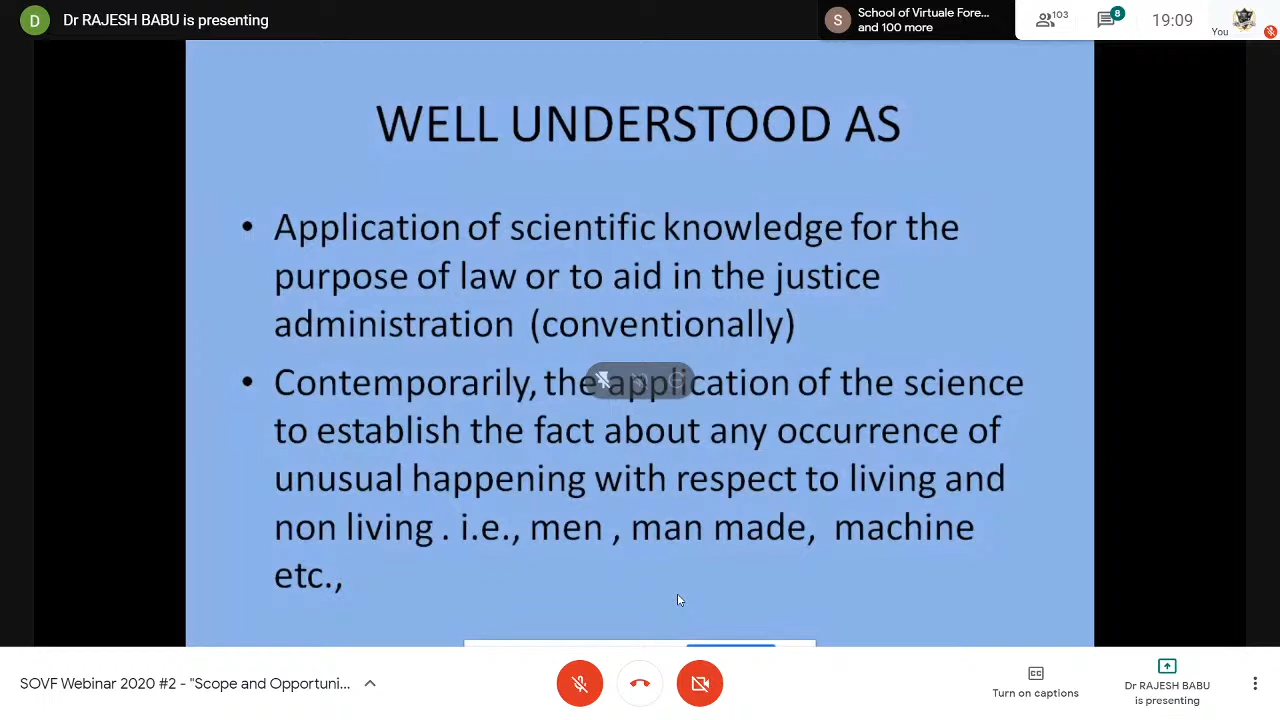 D
Dr RAJESH BABU is presenting
S
School of Virtuale Fore...
and 100 more
103
8
19:09
You
WELL UNDERSTOOD AS
• Application of scientific knowledge for the
purpose of law or to aid in the justice
administration (conventionally)
• Contemporarily, the application of the science
to establish the fact about any occurrence of
unusual happening with respect to living and
non living . i.e., men , man made, machine
etc.,
SOVF Webinar 2020 #2 - "Scope and Opportuni...
Turn on captions
Dr RAJESH BABU
is presenting